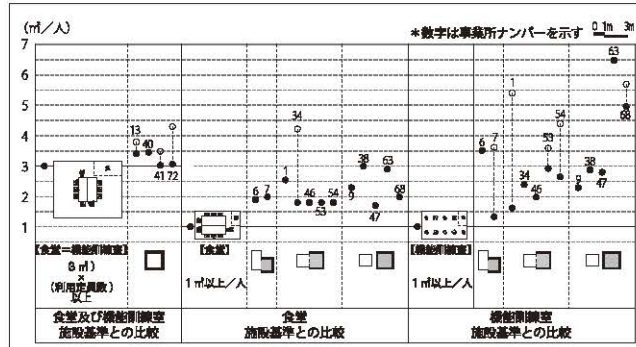 (㎡/人)
＊数字は事業所ナンバーを示す 0 1m 3m
7
6
5
4
3
2
1
13 40 41 72
34
1
6 7 46 53 54
9 38 47 63 68
1
6 7 34 46 53 54
9 38 47 63 68
【食堂＝機能訓練室】
(3 ㎡)
×
(利用定員数)
以上
【食堂】
1 ㎡以上/人
【機能訓練室】
1 ㎡以上/人
食堂及び機能訓練室
施設基準との比較
食堂
施設基準との比較
機能訓練室
施設基準との比較